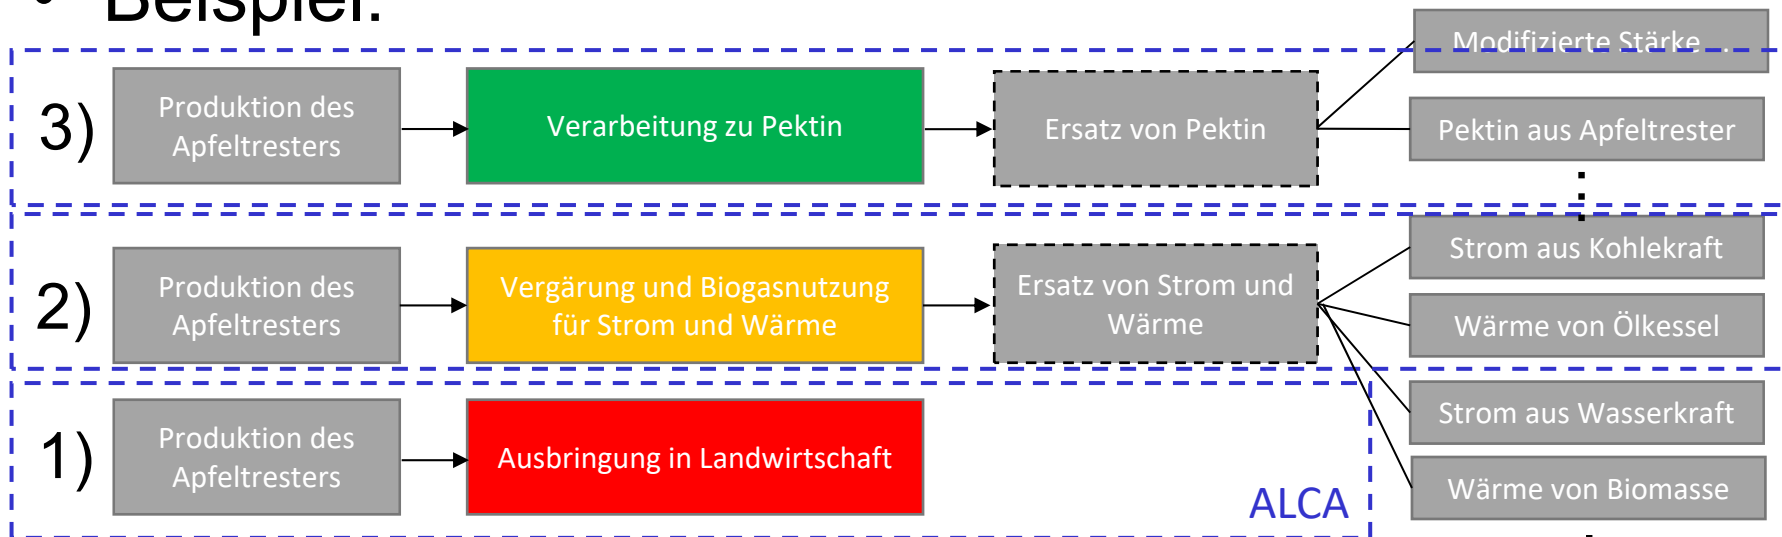 • Beispiel:
3)
Produktion des
Apfeltresters
Verarbeitung zu Pektin
Ersatz von Pektin
Modifizierte Stärke ...
Pektin aus Apfeltrester
2)
Produktion des
Apfeltresters
Vergärung und Biogasnutzung
für Strom und Wärme
Ersatz von Strom und
Wärme
Strom aus Kohlekraft
Wärme von Ölkessel
1)
Produktion des
Apfeltresters
Ausbringung in Landwirtschaft
ALCA
Strom aus Wasserkraft
Wärme von Biomasse